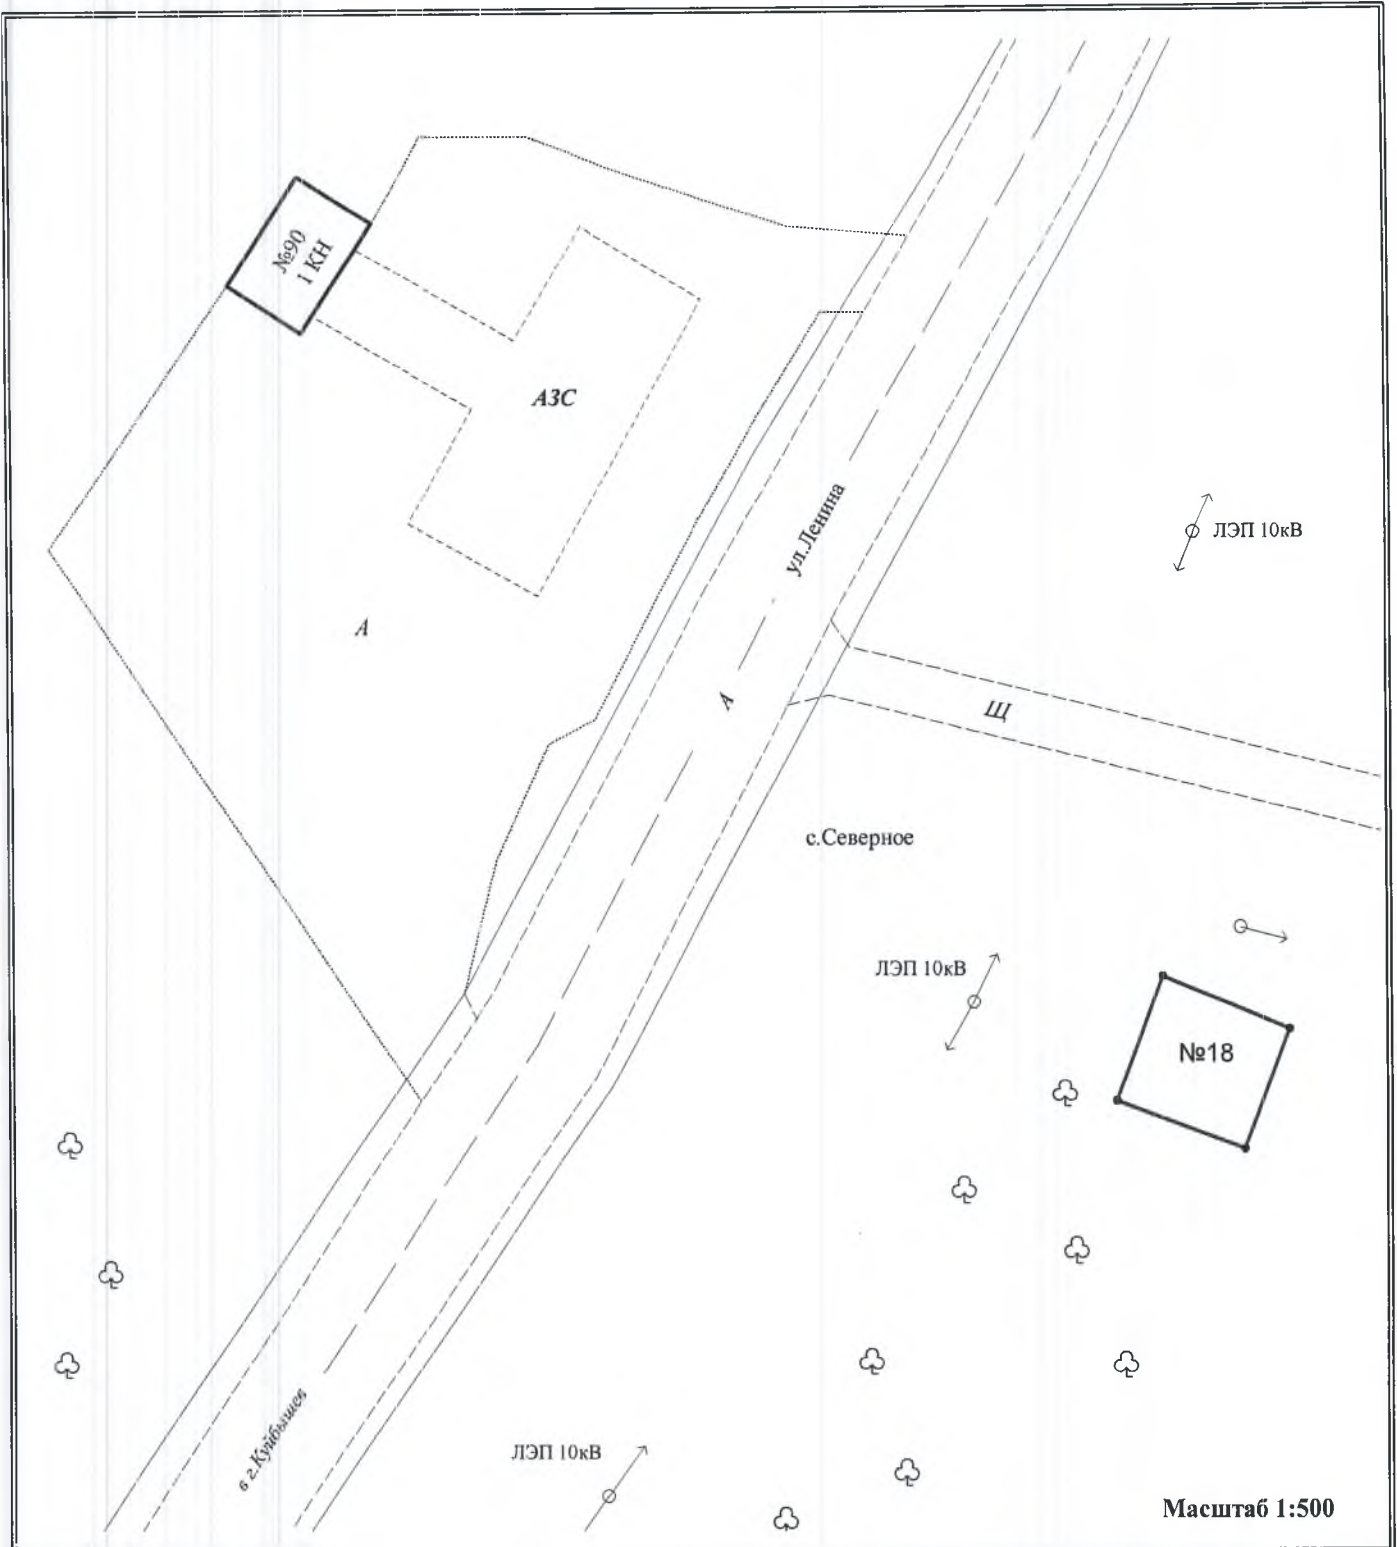 №90
1 КН
АЗС
ул.Ленина
ЛЭП 10кВ
А
А
Щ
с.Северное
ЛЭП 10кВ
№18
в г.Куйбышев
ЛЭП 10кВ
Масштаб 1:500